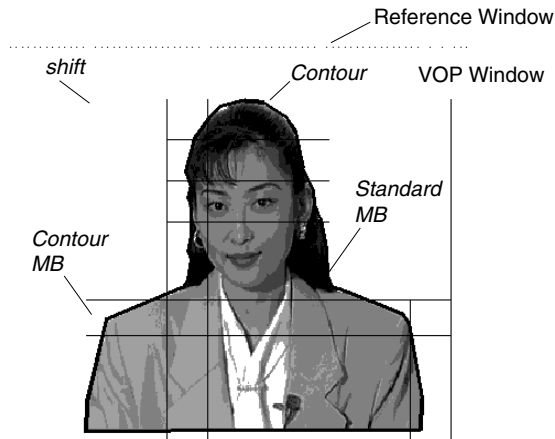 Reference Window
shift
Contour
VOP Window
Standard
MB
Contour
MB